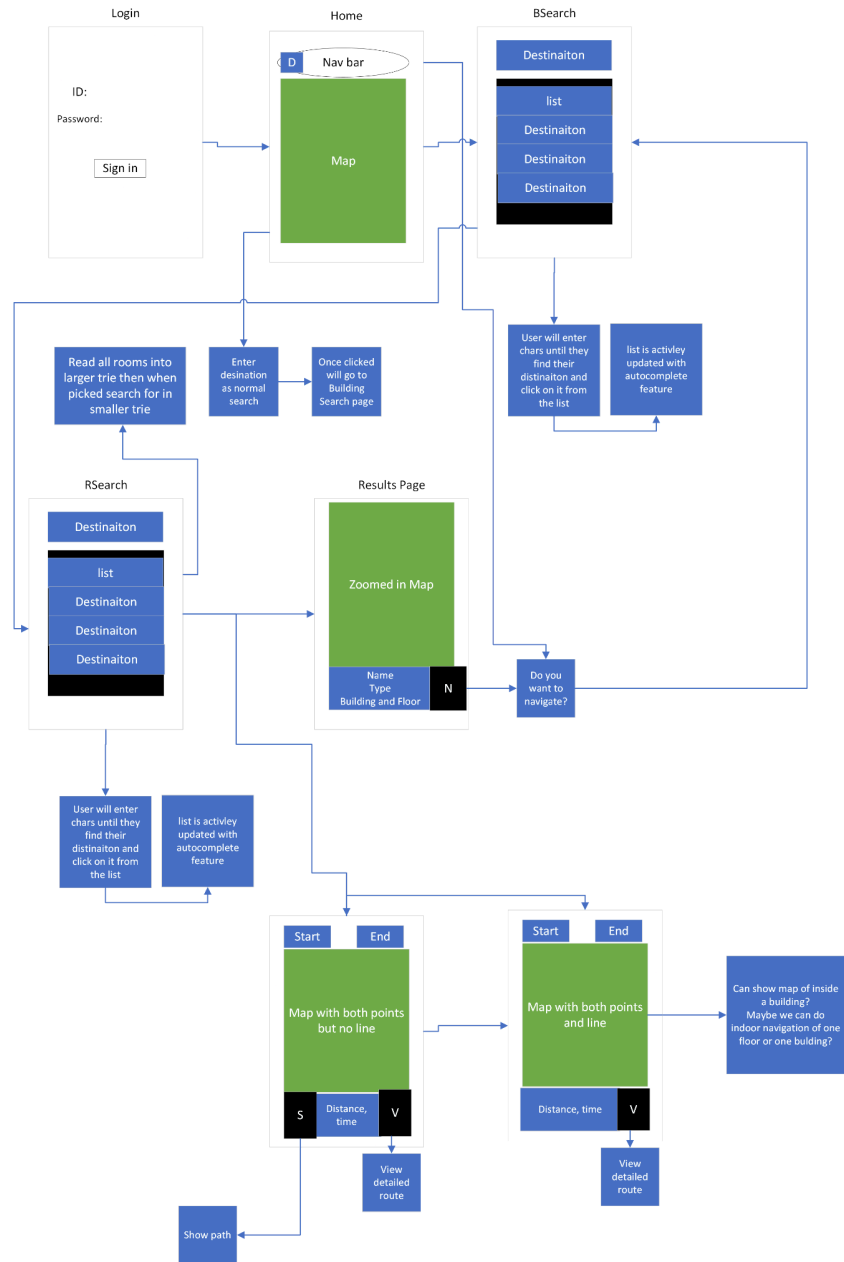 Login
Home
BSearch
ID:
Password:
Sign in
D
Nav bar
Map
Destinaiton
list
Destinaiton
Destinaiton
Destinaiton
Read all rooms into
larger trie then when
picked search for in
smaller trie
Enter
desination
as normal
search
Once clicked
will go to
Building
Search page
User will enter
chars until they
find their
distinaiton and
click on it from
the list
list is activley
updated with
autocomplete
feature
RSearch
Results Page
Destinaiton
list
Destinaiton
Destinaiton
Destinaiton
Zoomed in Map
Name
Type
Building and Floor
N
Do you
want to
navigate?
User will enter
chars until they
find their
distinaiton and
click on it from
the list
list is activley
updated with
autocomplete
feature
Start
End
Map with both points
but no line
S
Distance,
time
V
View
detailed
route
Show path
Start
End
Map with both points
and line
Distance, time
V
View
detailed
route
Can show map of inside
a building?
Maybe we can do
indoor navigation of one
floor or one bulding?